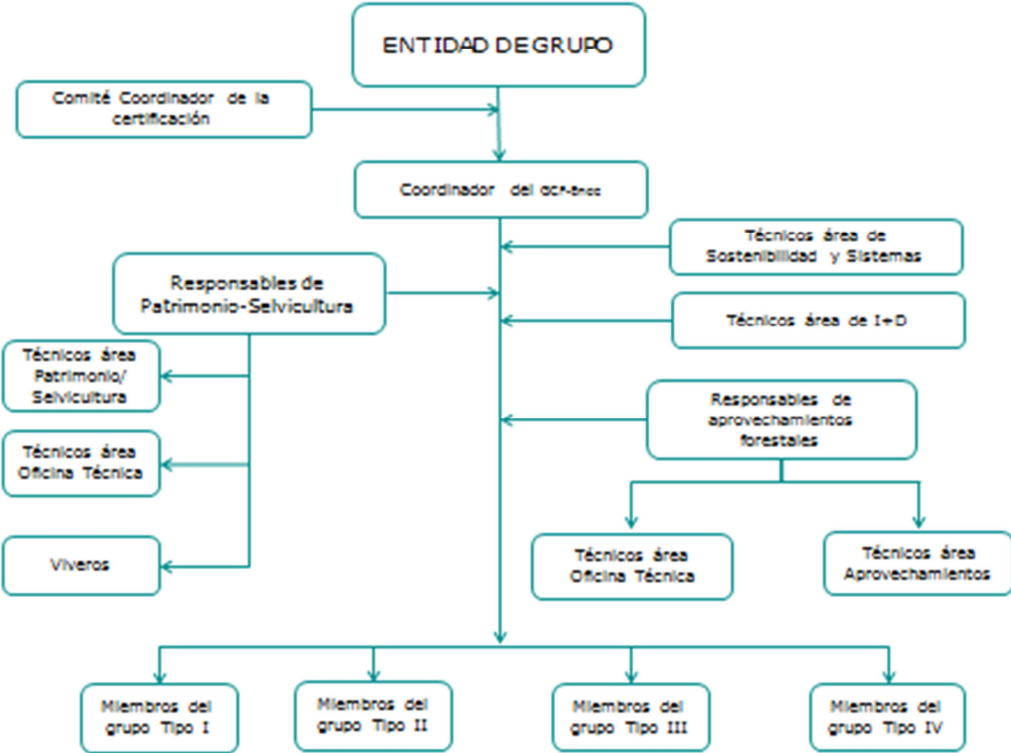 ENTIDAD DE GRUPO
Comité Coordinador de la
certificación
Coordinador del GCF-Ence
Técnicos área de
Sostenibilidad y Sistemas
Responsables de
Patrimonio-Selvicultura
Técnicos área de I+D
Técnicos área
Patrimonio/
Selvicultura
Responsables de
aprovechamientos
forestales
Técnicos área
Oficina Técnica
Viveros
Técnicos área
Oficina Técnica
Técnicos área
Aprovechamientos
Miembros del
grupo Tipo I
Miembros del
grupo Tipo II
Miembros del
grupo Tipo III
Miembros del
grupo Tipo IV